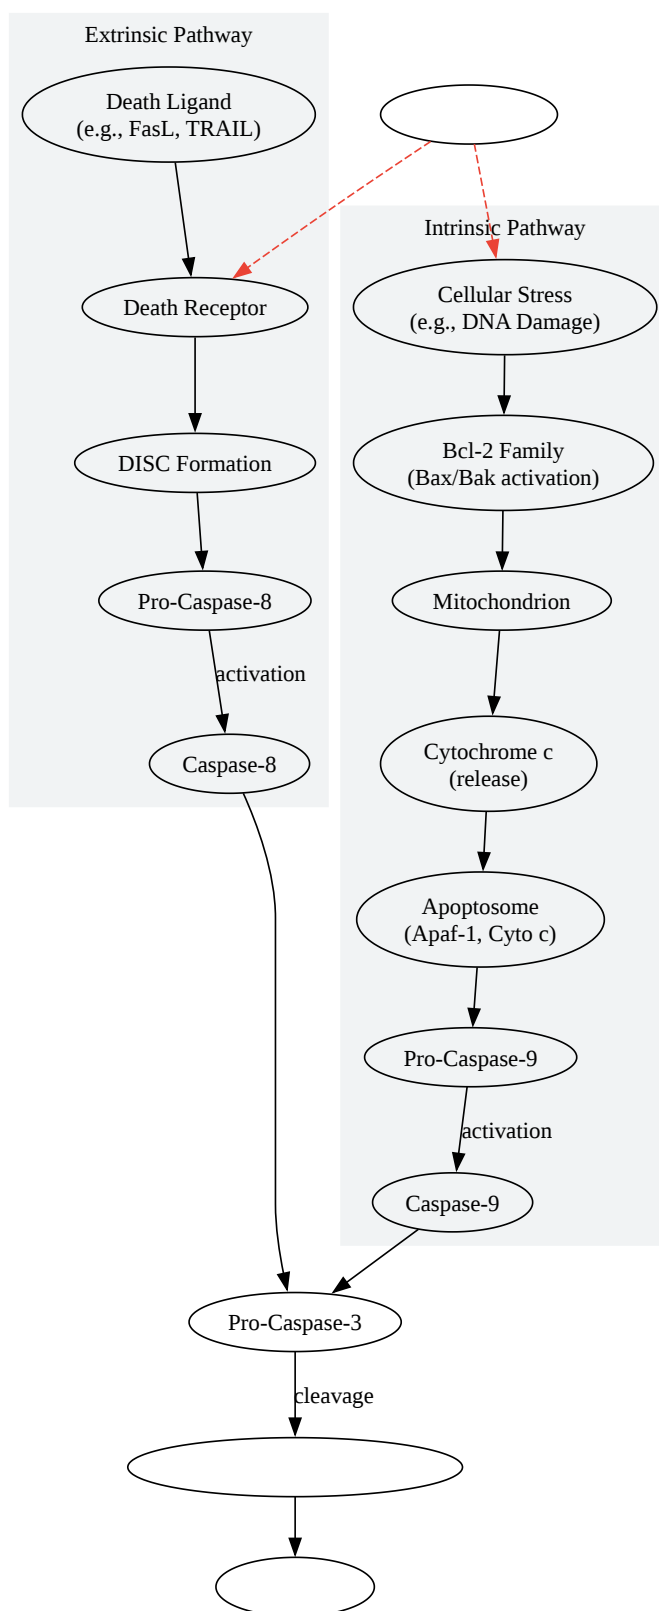 Extrinsic Pathway
Death Ligand
(e.g., FasL, TRAIL)
Intrinsic Pathway
Death Receptor
Cellular Stress
(e.g., DNA Damage)
DISC Formation
Bcl-2 Family
(Bax/Bak activation)
Pro-Caspase-8
Mitochondrion
activation
Caspase-8
Cytochrome c
(release)
Apoptosome
(Apaf-1, Cyto c)
Pro-Caspase-9
activation
Caspase-9
Pro-Caspase-3
cleavage